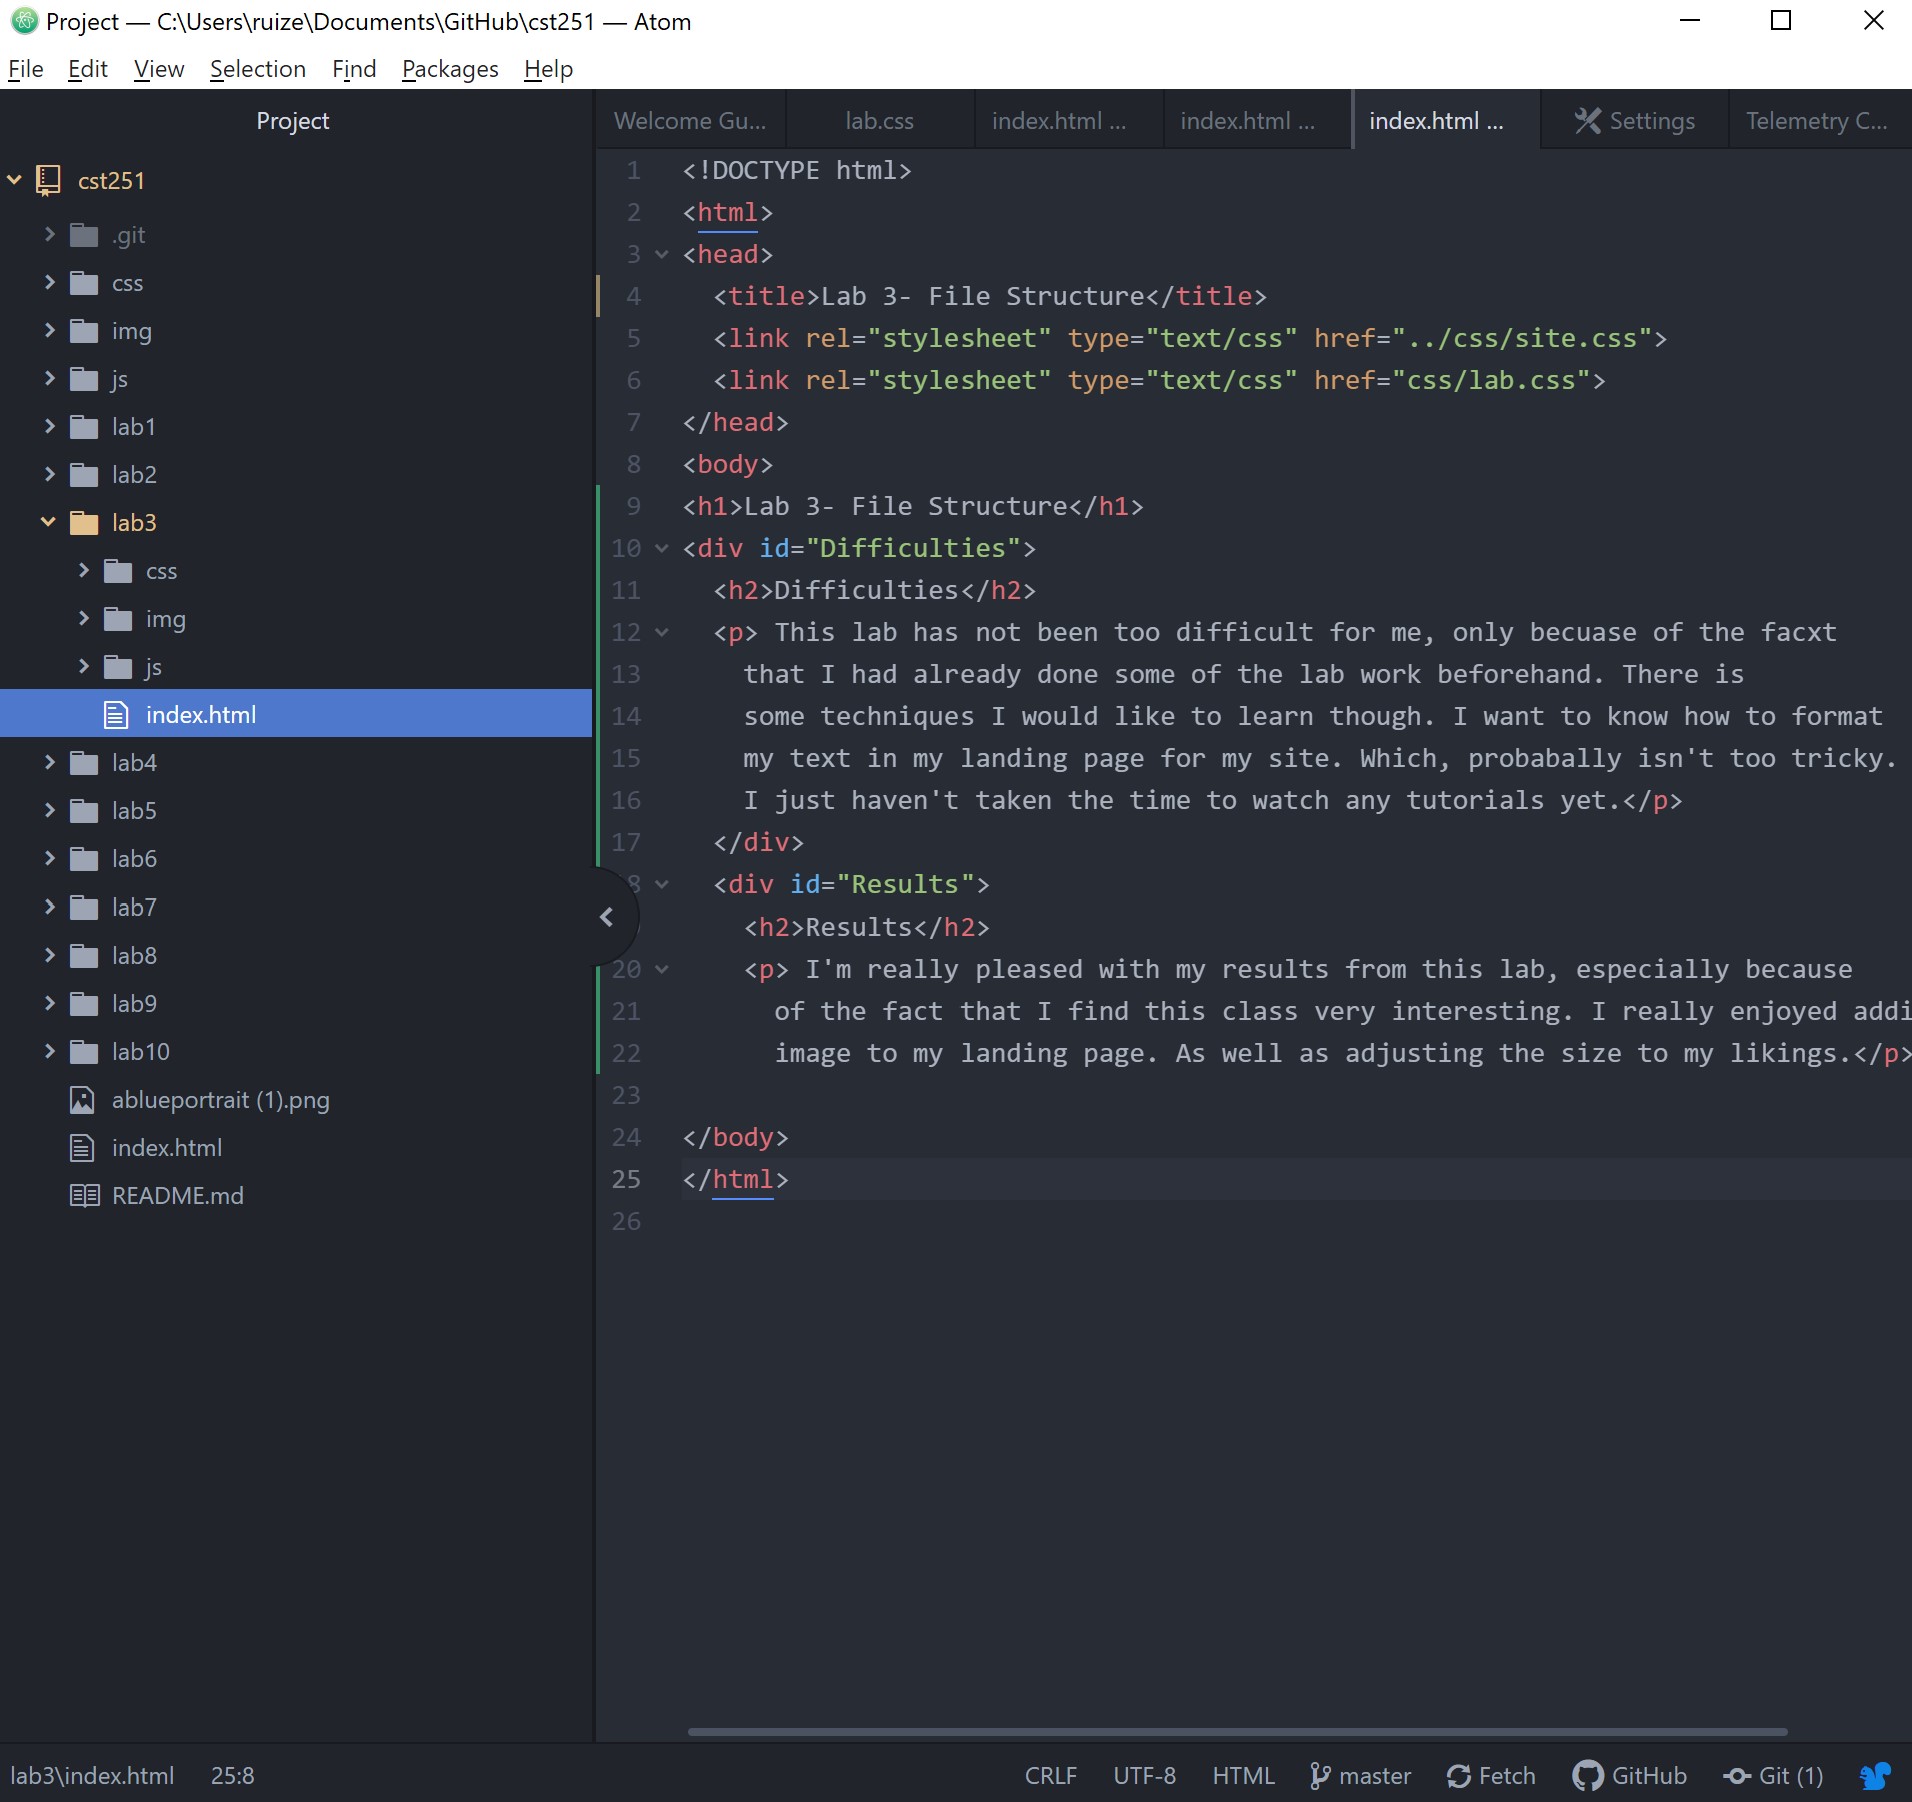 Project — C:\Users\ruize\Documents\GitHub\cst251 — Atom
File Edit View Selection Find Packages Help
Project
cst251
.git
css
img
js
lab1
lab2
lab3
css
img
js
index.html
lab4
lab5
lab6
lab7
lab8
lab9
lab10
ablueportrait (1).png
index.html
README.md
Welcome Gu... lab.css index.html ... index.html ... index.html ... Settings Telemetry C...
1 <!DOCTYPE html>
2 <html>
3 <head>
4 <title>Lab 3- File Structure</title>
5 <link rel="stylesheet" type="text/css" href="../css/site.css">
6 <link rel="stylesheet" type="text/css" href="css/lab.css">
7 </head>
8 <body>
9 <h1>Lab 3- File Structure</h1>
10 <div id="Difficulties">
11 <h2>Difficulties</h2>
12 <p> This lab has not been too difficult for me, only becuase of the facxt
13 that I had already done some of the lab work beforehand. There is
14 some techniques I would like to learn though. I want to know how to format
15 my text in my landing page for my site. Which, probabally isn't too tricky.
16 I just haven't taken the time to watch any tutorials yet.</p>
17 </div>
8 <div id="Results">
<h2>Results</h2>
20 <p> I'm really pleased with my results from this lab, especially because
21 of the fact that I find this class very interesting. I really enjoyed addi
22 image to my landing page. As well as adjusting the size to my likings.</p>
23
24 </body>
25 </html>
26
lab3\index.html 25:8 CRLF UTF-8 HTML master Fetch GitHub Git (1)